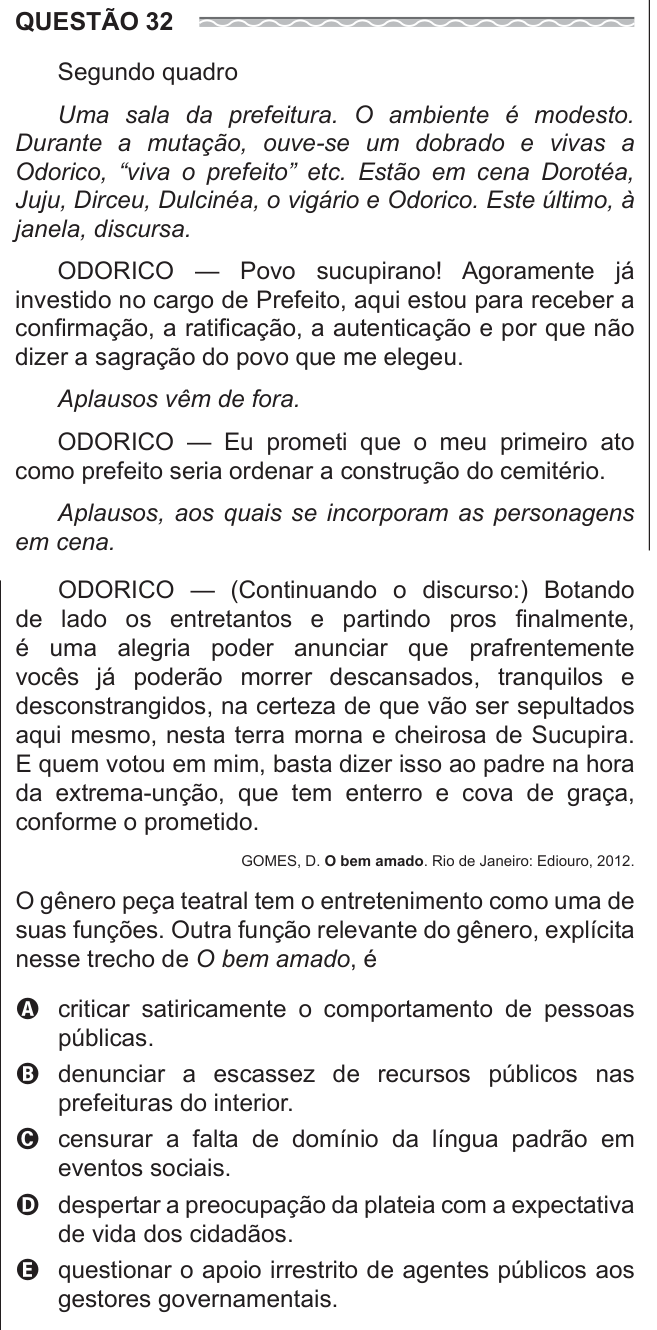 QUESTÃO 32
Segundo quadro
Uma sala da prefeitura. O ambiente é modesto.
Durante a mutação, ouve-se um dobrado e vivas a
Odorico, “viva o prefeito” etc. Estão em cena Dorotéa,
Juju, Dirceu, Dulcinéa, o vigário e Odorico. Este último, à
janela, discursa.
ODORICO — Povo sucupirano! Agoramente já
investido no cargo de Prefeito, aqui estou para receber a
confirmação, a ratificação, a autenticação e por que não
dizer a sagração do povo que me elegeu.
Aplausos vêm de fora.
ODORICO — Eu prometi que o meu primeiro ato
como prefeito seria ordenar a construção do cemitério.
Aplausos, aos quais se incorporam as personagens
em cena.
ODORICO — (Continuando o discurso:) Botando
de lado os entretantos e partindo pros finalmente,
é uma alegria poder anunciar que prafrentemente
vocês já poderão morrer descansados, tranquilos e
desconstrangidos, na certeza de que vão ser sepultados
aqui mesmo, nesta terra morna e cheirosa de Sucupira.
E quem votou em mim, basta dizer isso ao padre na hora
da extrema-unção, que tem enterro e cova de graça,
conforme o prometido.
GOMES, D. O bem amado. Rio de Janeiro: Ediouro, 2012.
O gênero peça teatral tem o entretenimento como uma de
suas funções. Outra função relevante do gênero, explícita
nesse trecho de O bem amado, é
A criticar satiricamente o comportamento de pessoas
públicas.
B denunciar a escassez de recursos públicos nas
prefeituras do interior.
C censurar a falta de domínio da língua padrão em
eventos sociais.
D despertar a preocupação da plateia com a expectativa
de vida dos cidadãos.
E questionar o apoio irrestrito de agentes públicos aos
gestores governamentais.